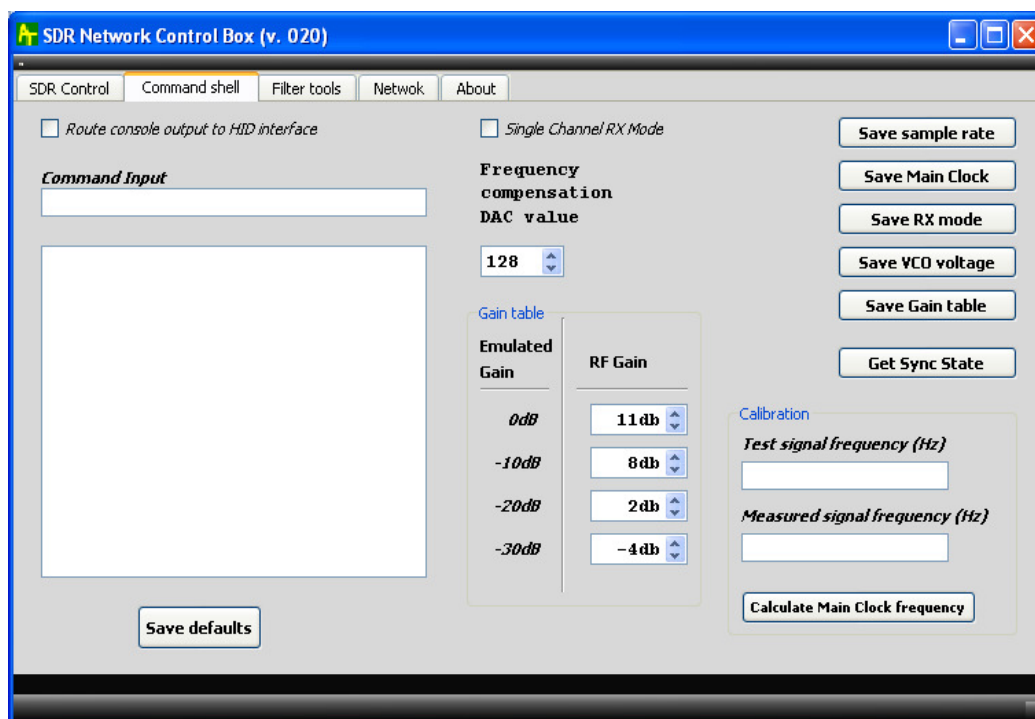 SDR Network Control Box (v. 020)
SDR Control
Command shell
Filter tools
Netwok
About
Route console output to HID interface
Command Input
Save defaults
Single Channel RX Mode
Frequency
compensation
DAC value
128
Gain table
Emulated
Gain
RF Gain
0dB
11db
-10dB
8db
-20dB
2db
-30dB
-4db
Save sample rate
Save Main Clock
Save RX mode
Save VCO voltage
Save Gain table
Get Sync State
Calibration
Test signal frequency (Hz)
Measured signal frequency (Hz)
Calculate Main Clock frequency